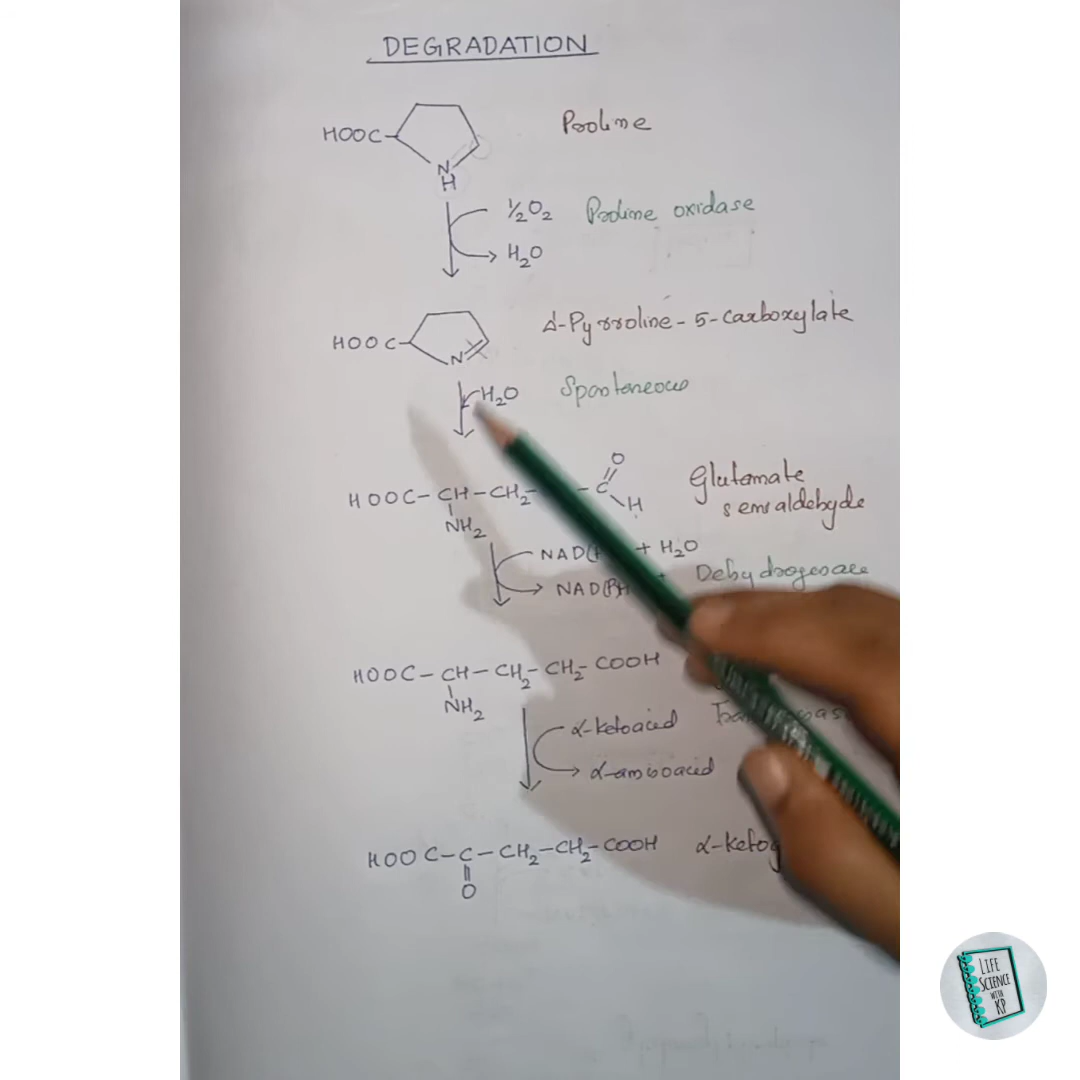 DEGRADATION
HOOC
N
H
Proline
½O2 Proline oxidase
H2O
HOOC
N
Δ-Pyrroline-5-carboxylate
H2O Spontaneous
O
HOOC-CH-CH2- -C
H
NH2
Glutamate
semialdehyde
+ H2O
Dehydrogenase
HOOC-CH-CH2-CH2-COOH
NH2
α-ketoacid
α-aminoacid
HOOC-C-CH2-CH2-COOH
O
LIFE
SCIENCE
WITH
KP